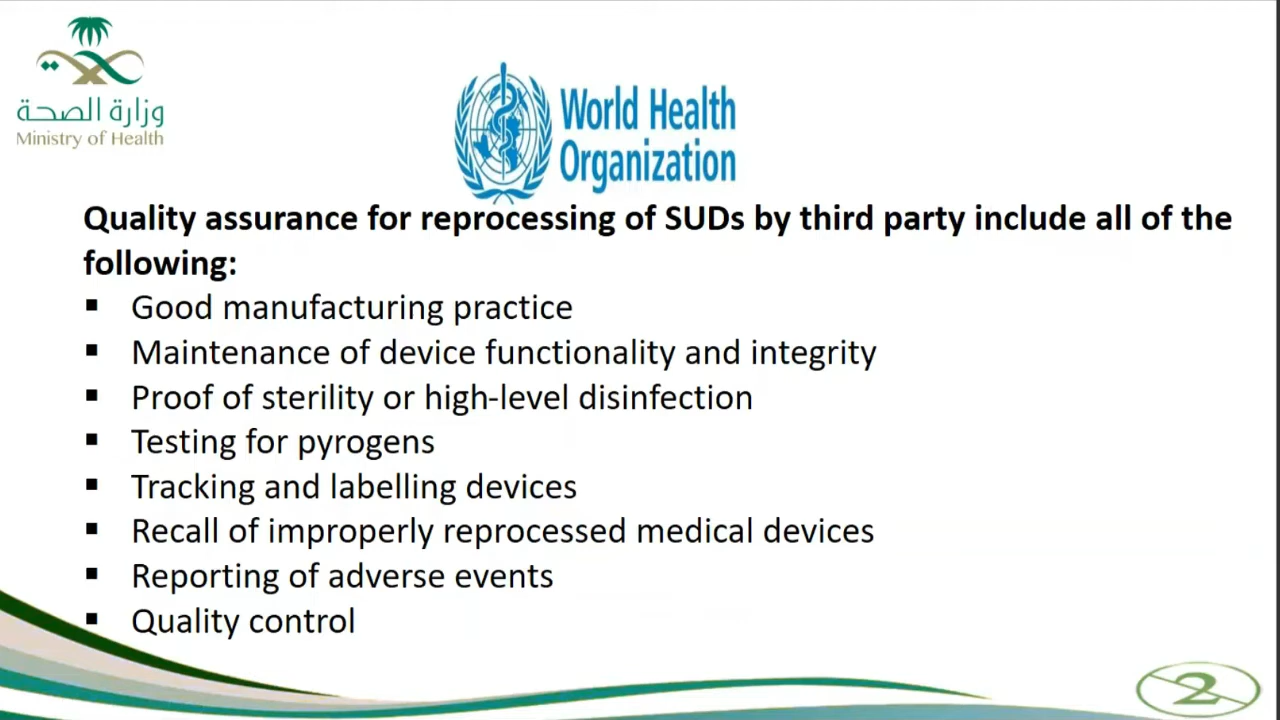 وزارة الصحة
Ministry of Health
World Health
Organization
Quality assurance for reprocessing of SUDs by third party include all of the
following:
▪ Good manufacturing practice
▪ Maintenance of device functionality and integrity
▪ Proof of sterility or high-level disinfection
▪ Testing for pyrogens
▪ Tracking and labelling devices
▪ Recall of improperly reprocessed medical devices
▪ Reporting of adverse events
▪ Quality control
2